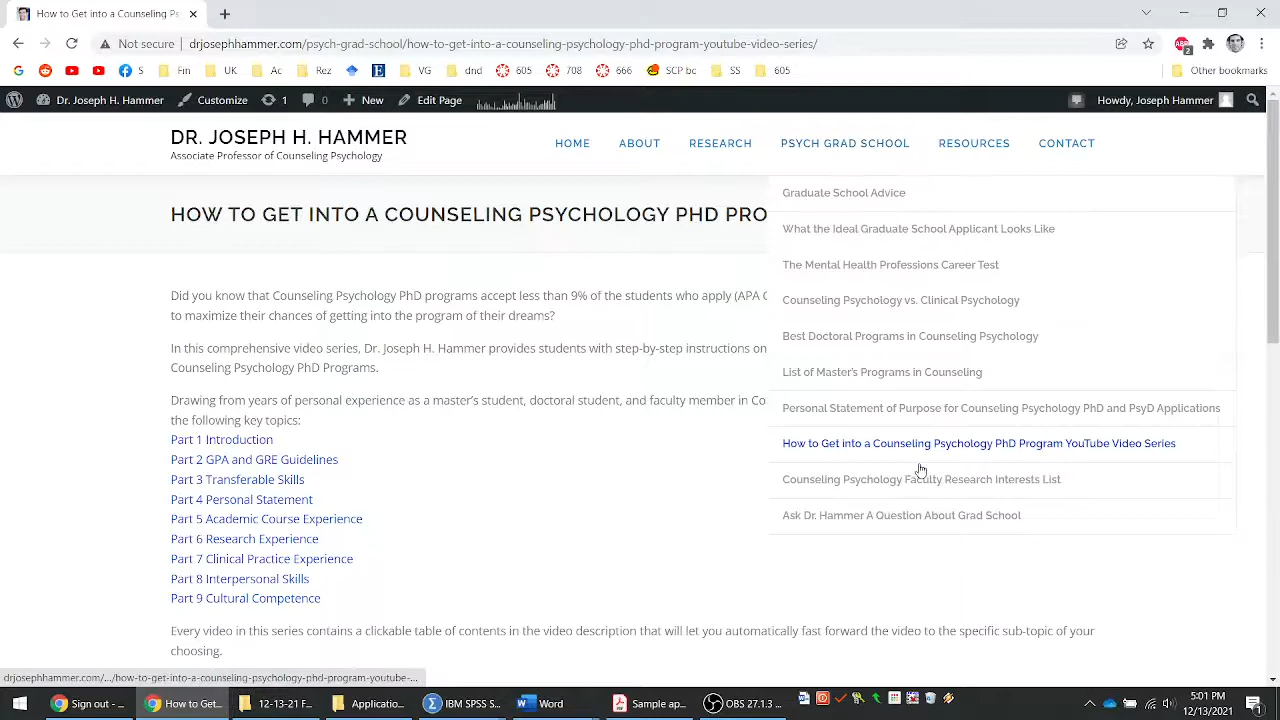 How to Get into a Counseling Ps
Not secure
drjosephhammer.com/psych-grad-school/how-to-get-into-a-counseling-psychology-phd-program-youtube-video-series/
S
Fin
UK
Ac
Rez
VG
dnd
605
708
666
SCP bc
SS
605
Other bookmarks
Dr. Joseph H. Hammer
Customize
1
0
New
Edit Page
Howdy, Joseph Hammer
DR. JOSEPH H. HAMMER
Associate Professor of Counseling Psychology
HOME
ABOUT
RESEARCH
PSYCH GRAD SCHOOL
RESOURCES
CONTACT
Graduate School Advice
What the Ideal Graduate School Applicant Looks Like
The Mental Health Professions Career Test
Counseling Psychology vs. Clinical Psychology
Best Doctoral Programs in Counseling Psychology
List of Master's Programs in Counseling
Personal Statement of Purpose for Counseling Psychology PhD and PsyD Applications
How to Get into a Counseling Psychology PhD Program YouTube Video Series
Counseling Psychology Faculty Research Interests List
Ask Dr. Hammer A Question About Grad School
HOW TO GET INTO A COUNSELING PSYCHOLOGY PHD PRO
Did you know that Counseling Psychology PhD programs accept less than 9% of the students who apply (APA
to maximize their chances of getting into the program of their dreams?
In this comprehensive video series, Dr. Joseph H. Hammer provides students with step-by-step instructions on
Counseling Psychology PhD Programs.
Drawing from years of personal experience as a master's student, doctoral student, and faculty member in Co
the following key topics:
Part 1 Introduction
Part 2 GPA and GRE Guidelines
Part 3 Transferable Skills
Part 4 Personal Statement
Part 5 Academic Course Experience
Part 6 Research Experience
Part 7 Clinical Practice Experience
Part 8 Interpersonal Skills
Part 9 Cultural Competence
Every video in this series contains a clickable table of contents in the video description that will let you automatically fast forward the video to the specific sub-topic of your
choosing.
drjosephhammer.com/.../how-to-get-into-a-counseling-psychology-phd-program-youtube-...
Sign out -...
How to Get...
12-13-21 F...
Applicatio...
IBM SPSS S...
Word
Sample ap...
OBS 27.1.3 ...
5:01 PM
12/13/2021